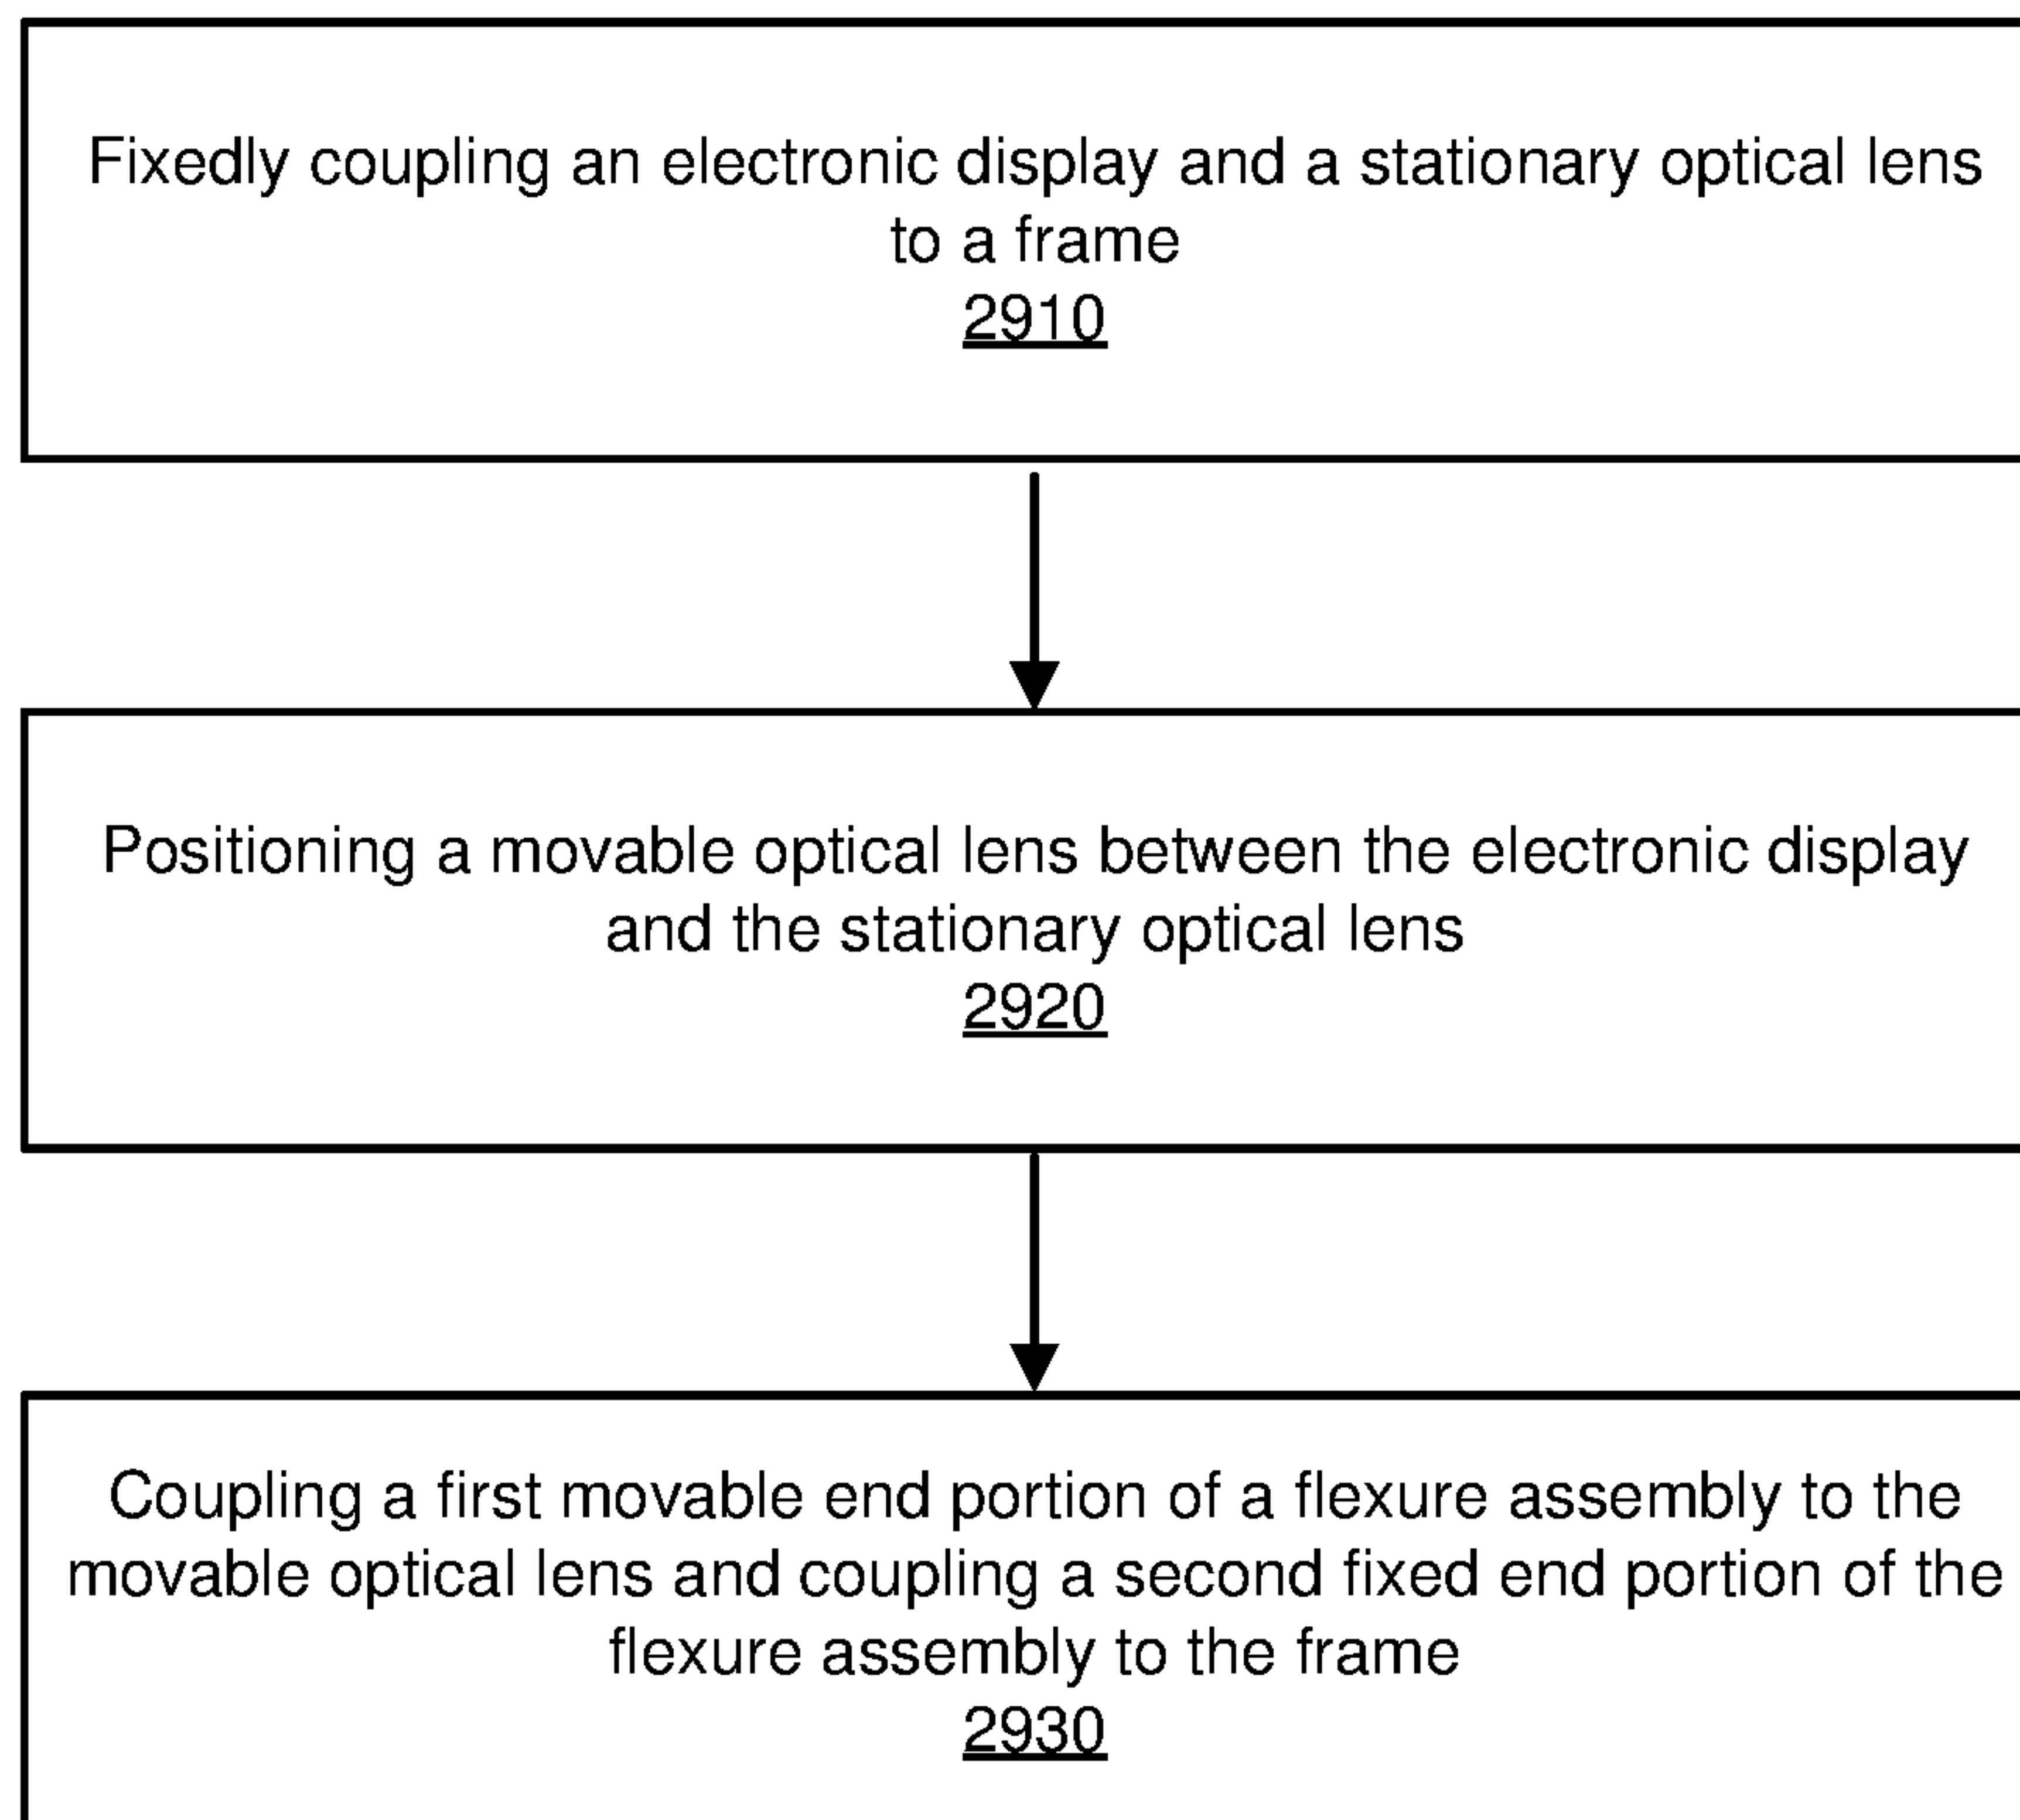 Fixedly coupling an electronic display and a stationary optical lens
to a frame
2910
Positioning a movable optical lens between the electronic display
and the stationary optical lens
2920
Coupling a first movable end portion of a flexure assembly to the
movable optical lens and coupling a second fixed end portion of the
flexure assembly to the frame
2930